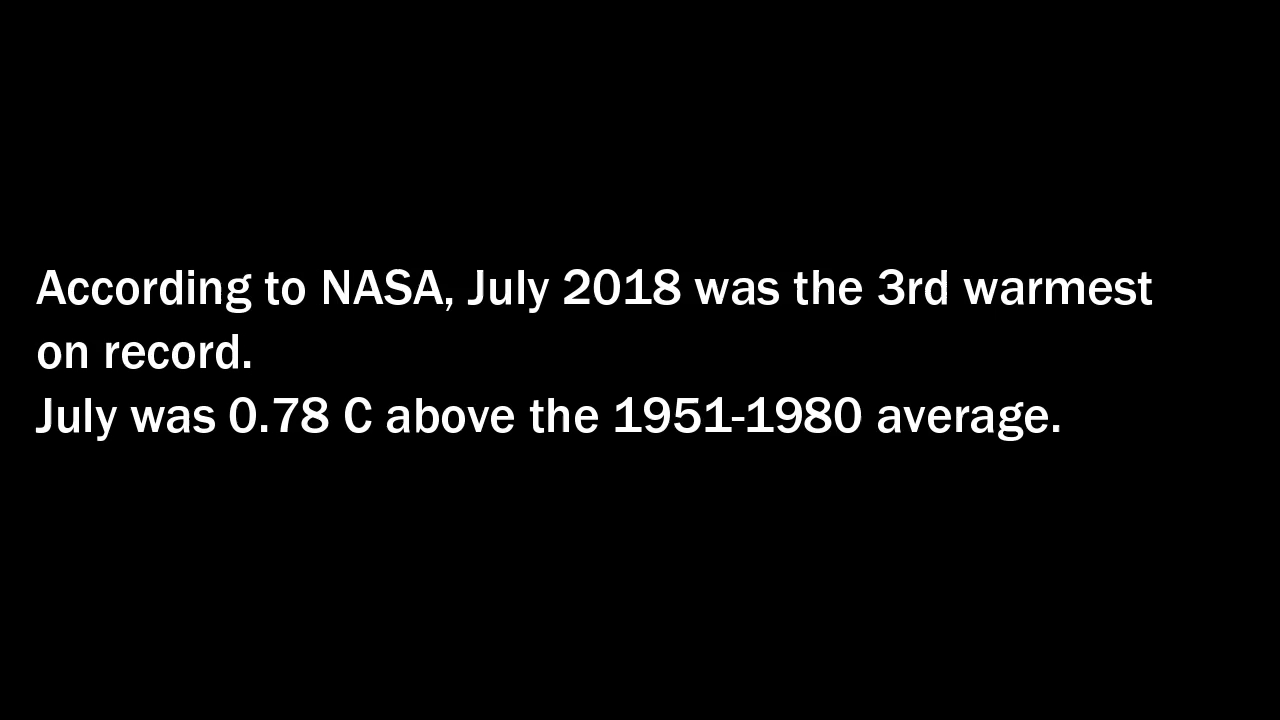 According to NASA, July 2018 was the 3rd warmest
on record.
July was 0.78 C above the 1951-1980 average.